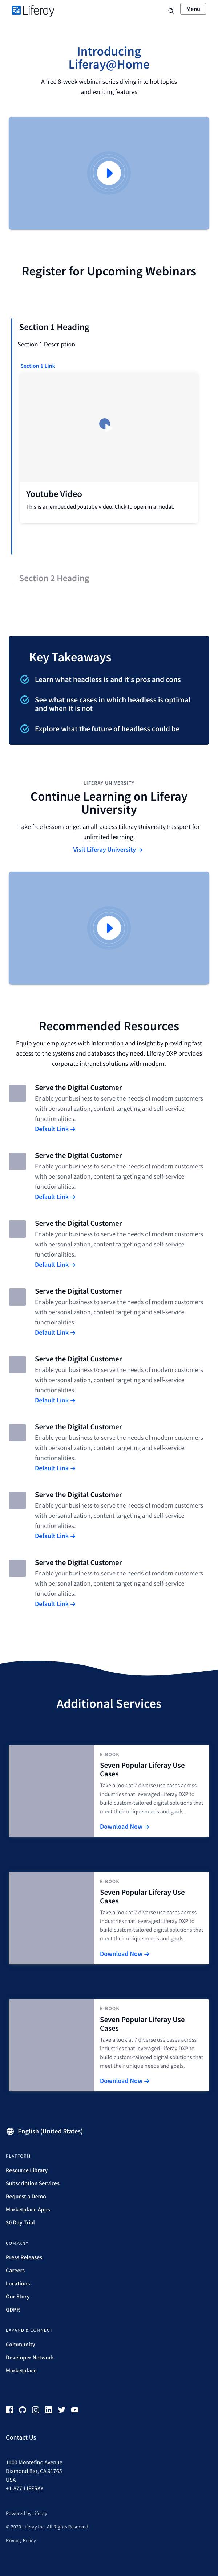 Liferay
Menu
Introducing
Liferay@Home
A free 8-week webinar series diving into hot topics
and exciting features
Register for Upcoming Webinars
Section 1 Heading
Section 1 Description
Section 1 Link
Youtube Video
This is an embedded youtube video. Click to open in a modal.
Section 2 Heading
Key Takeaways
Learn what headless is and it's pros and cons
See use cases in which headless is optimal
and when it is not
Explore what the future of headless could be
LIFERAY UNIVERSITY
Continue Learning on Liferay
University
Take free lessons or get an all-access Liferay University Passport for
unlimited learning.
Visit Liferay University →
Recommended Resources
Equip your employees with information and insight by providing fast
access to the systems and databases they need. Liferay DXP provides
corporate intranet solutions with modern.
Serve the Digital Customer
Enable your business to serve the needs of modern customers
with personalization, content targeting and self-service
functionalities.
Default Link →
Serve the Digital Customer
Enable your business to serve the needs of modern customers
with personalization, content targeting and self-service
functionalities.
Default Link →
Serve the Digital Customer
Enable your business to serve the needs of modern customers
with personalization, content targeting and self-service
functionalities.
Default Link →
Serve the Digital Customer
Enable your business to serve the needs of modern customers
with personalization, content targeting and self-service
functionalities.
Default Link →
Serve the Digital Customer
Enable your business to serve the needs of modern customers
with personalization, content targeting and self-service
functionalities.
Default Link →
Serve the Digital Customer
Enable your business to serve the needs of modern customers
with personalization, content targeting and self-service
functionalities.
Default Link →
Serve the Digital Customer
Enable your business to serve the needs of modern customers
with personalization, content targeting and self-service
functionalities.
Default Link →
Serve the Digital Customer
Enable your business to serve the needs of modern customers
with personalization, content targeting and self-service
functionalities.
Default Link →
Additional Services
E-BOOK
Seven Popular Liferay Use
Cases
Take a look at 7 diverse use cases across
industries that leveraged Liferay DXP to
build custom-tailored digital solutions that
meet their unique needs and goals.
Download Now →
E-BOOK
Seven Popular Liferay Use
Cases
Take a look at 7 diverse use cases across
industries that leveraged Liferay DXP to
build custom-tailored digital solutions that
meet their unique needs and goals.
Download Now →
E-BOOK
Seven Popular Liferay Use
Cases
Take a look at 7 diverse use cases across
industries that leveraged Liferay DXP to
build custom-tailored digital solutions that
meet their unique needs and goals.
Download Now →
English (United States)
PLATFORM
Resource Library
Subscription Services
Request a Demo
Marketplace Apps
30 Day Trial
COMPANY
Press Releases
Careers
Locations
Our Story
GDPR
EXPAND & CONNECT
Community
Developer Network
Marketplace
Contact Us
1400 Montefino Avenue
Diamond Bar, CA 91765
USA
+1-877-LIFERAY
Powered by Liferay
© 2020 Liferay Inc. All Rights Reserved
Privacy Policy